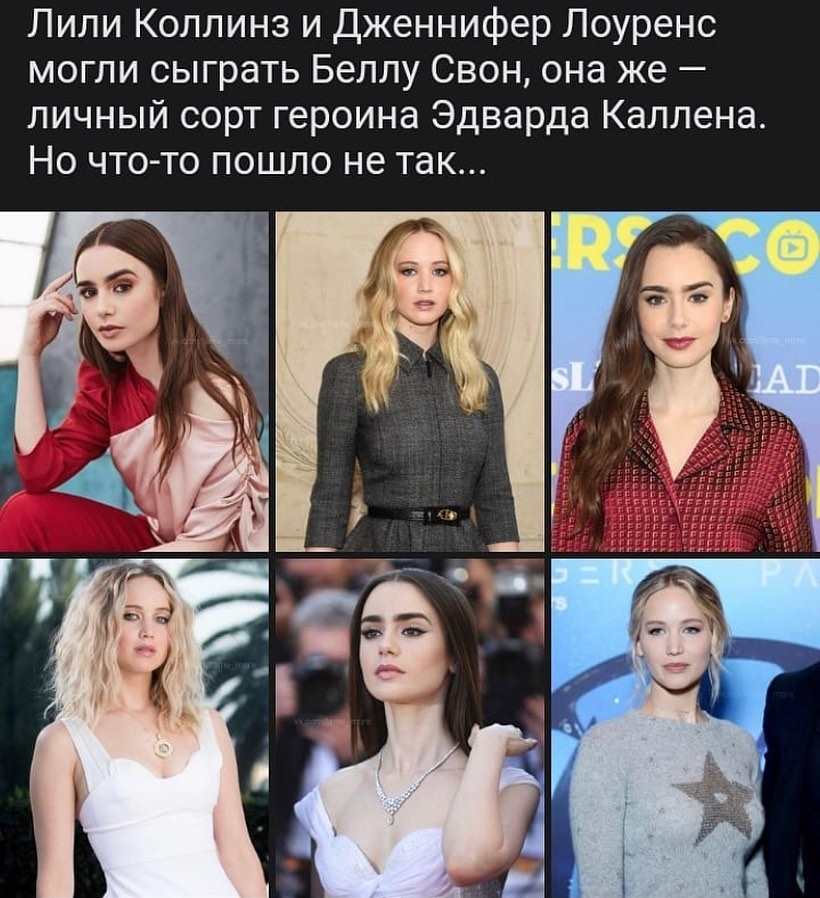 Лили Коллинз и Дженнифер Лоуренс
могли сыграть Беллу Свон, она же —
личный сорт героина Эдварда Каллена.
Но что-то пошло не так...